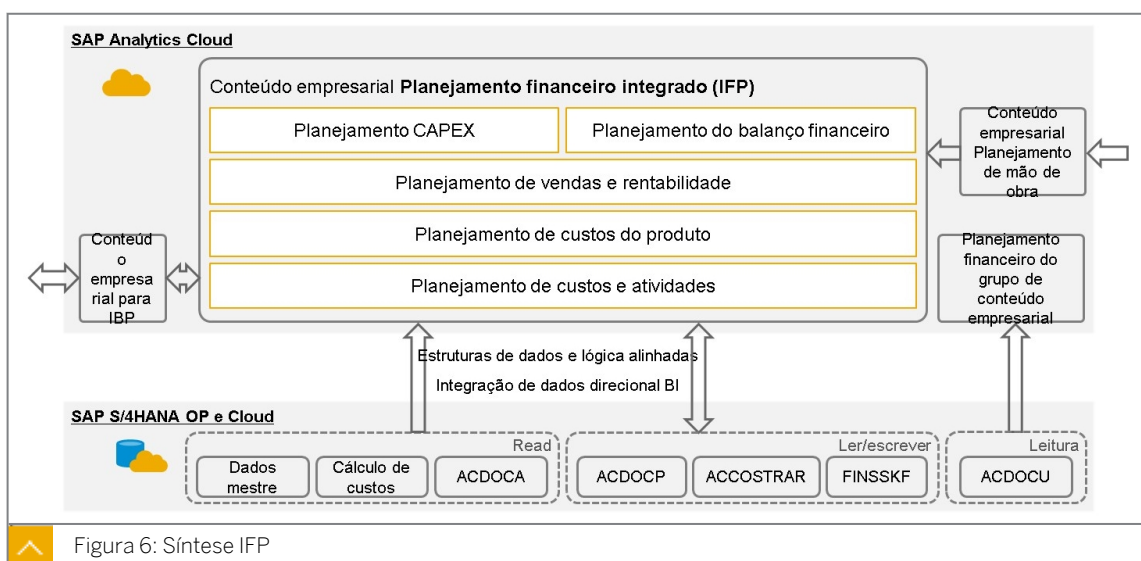 SAP Analytics Cloud
Conteúdo empresarial Planejamento financeiro integrado (IFP)
Planejamento CAPEX
Planejamento do balanço financeiro
Planejamento de vendas e rentabilidade
Planejamento de custos do produto
Planejamento de custos e atividades
Conteúdo
empresarial
Planejamento
de mão de
obra
Conteúd
o
empresa
rial para
IBP
Planejamento
financeiro do
grupo de
conteúdo
empresarial
Estruturas de dados e lógica alinhadas
Integração de dados direcional BI
SAP S/4HANA OP e Cloud
Read
Dados
mestre
Cálculo de
custos
ACDOCA
Ler/escrever
ACDOCP
ACCOSTRAR
FINSSKF
Leitura
ACDOCU
Figura 6: Síntese IFP